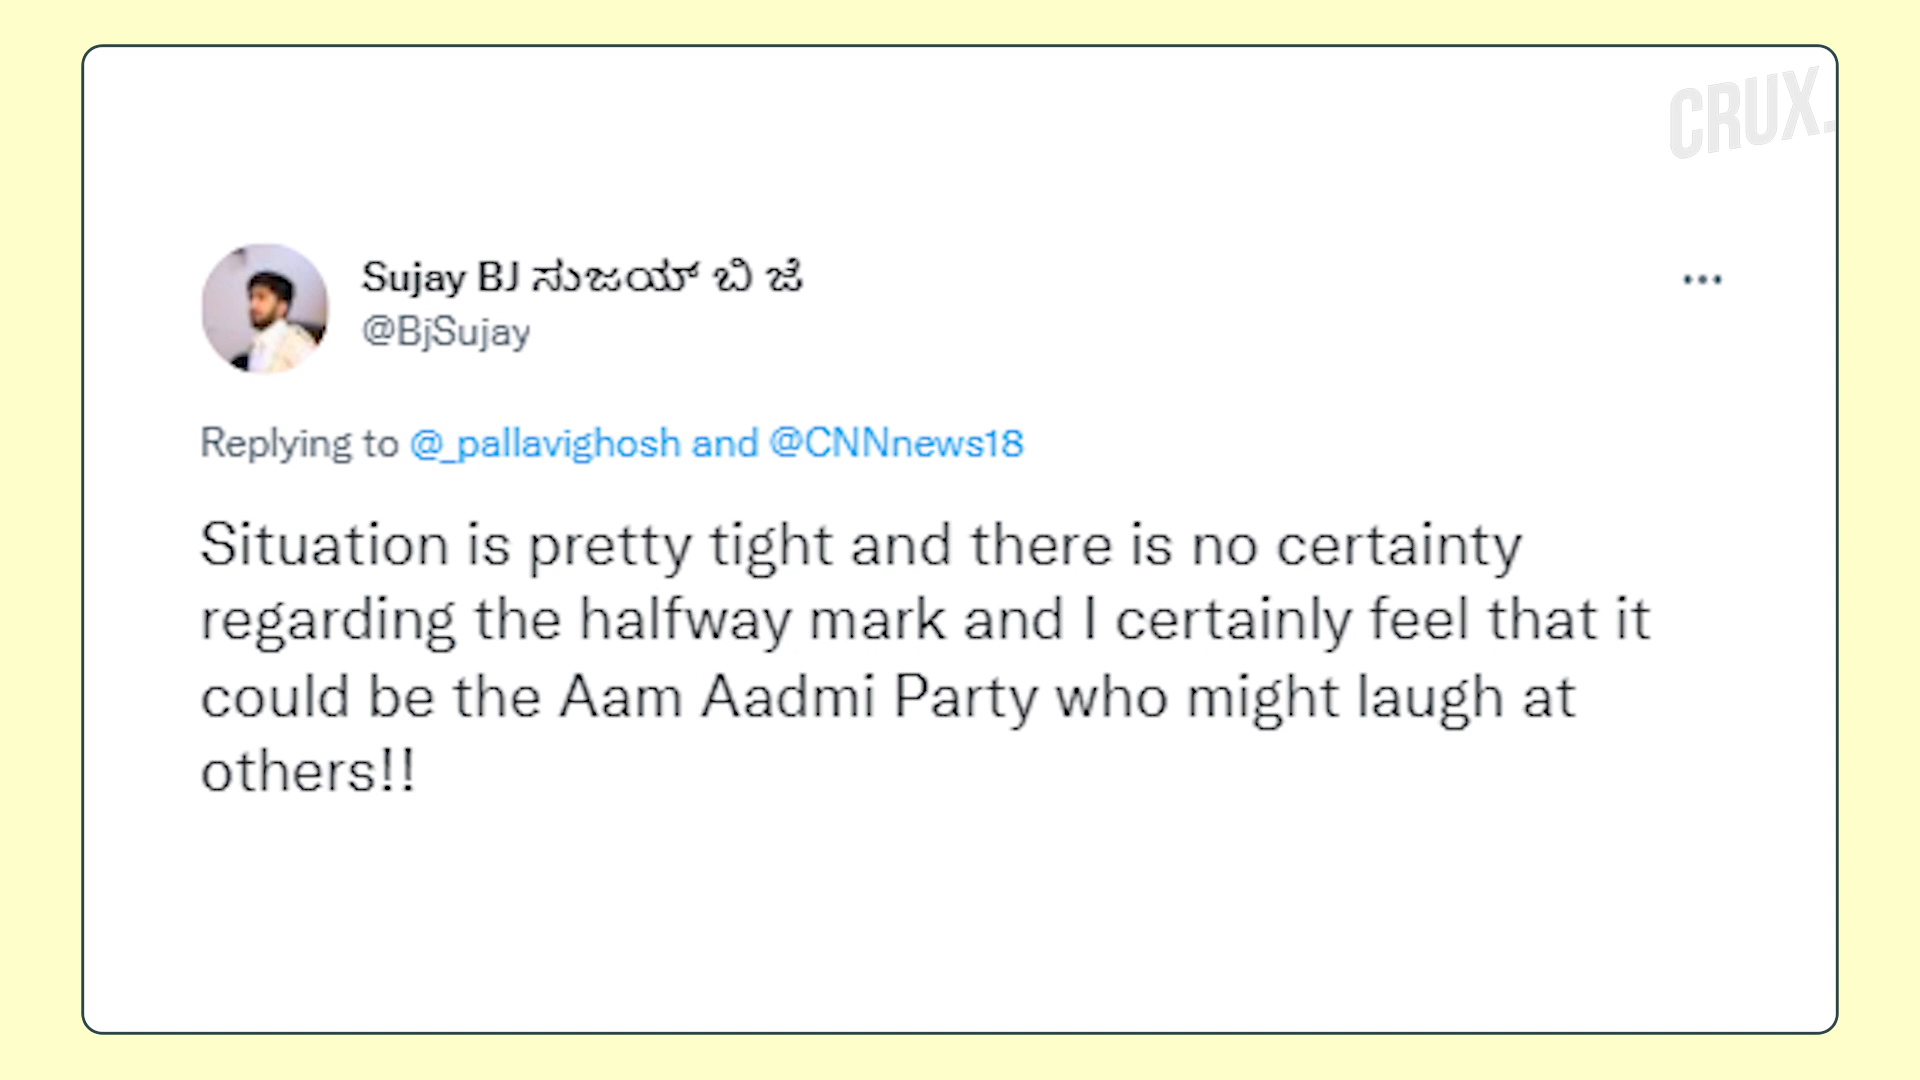 CRUX.
Sujay BJ ಸುಜಯ್ ಬಿ ಜೆ
@BjSujay
Replying to @_pallavighosh and @CNNnews18
Situation is pretty tight and there is no certainty
regarding the halfway mark and I certainly feel that it
could be the Aam Aadmi Party who might laugh at
others!!